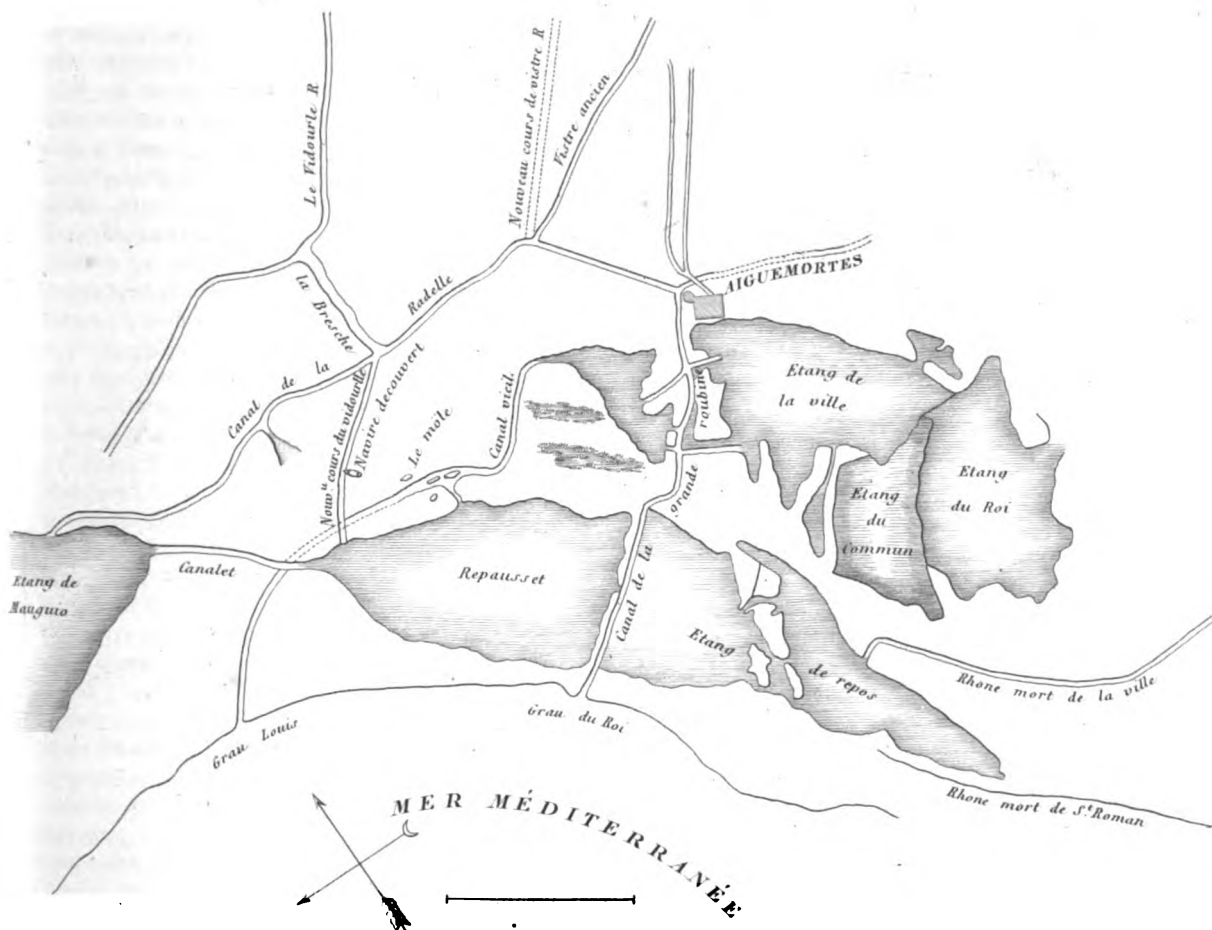 Le Vidourle R
Nouveau cours de vistre R
Vistre ancien
la Bresche
Radelle
AIGUEMORTES
Canal de la
Nouv.u cours du vidourlle
Navire decouvert
Le môle
Canal vieil.
roubine
Etang de
la ville
Etang
du Roi
Etang
du
Commun
grande
Canal de la
Etang de
Mauguio
Canalet
Repausset
Etang
de repos
Rhone mort de la ville
Rhone mort de St. Roman
Grau Louis
Grau du Roi
MER MÉDITERRANÉE